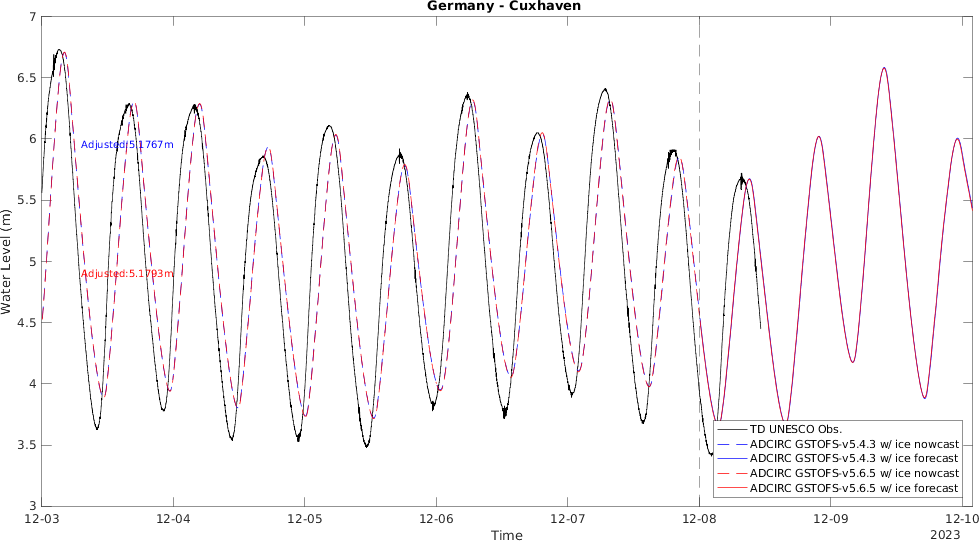 Germany - Cuxhaven
7
6.5
6
5.5
5
4.5
4
3.5
3
Water Level (m)
Adjusted:5.1767m
Adjusted:5.1793m
TD UNESCO Obs.
ADCIRC GSTOFS-v5.4.3 w/ ice nowcast
ADCIRC GSTOFS-v5.4.3 w/ ice forecast
ADCIRC GSTOFS-v5.6.5 w/ ice nowcast
ADCIRC GSTOFS-v5.6.5 w/ ice forecast
12-03 12-04 12-05 12-06 12-07 12-08 12-09 12-10
Time
2023